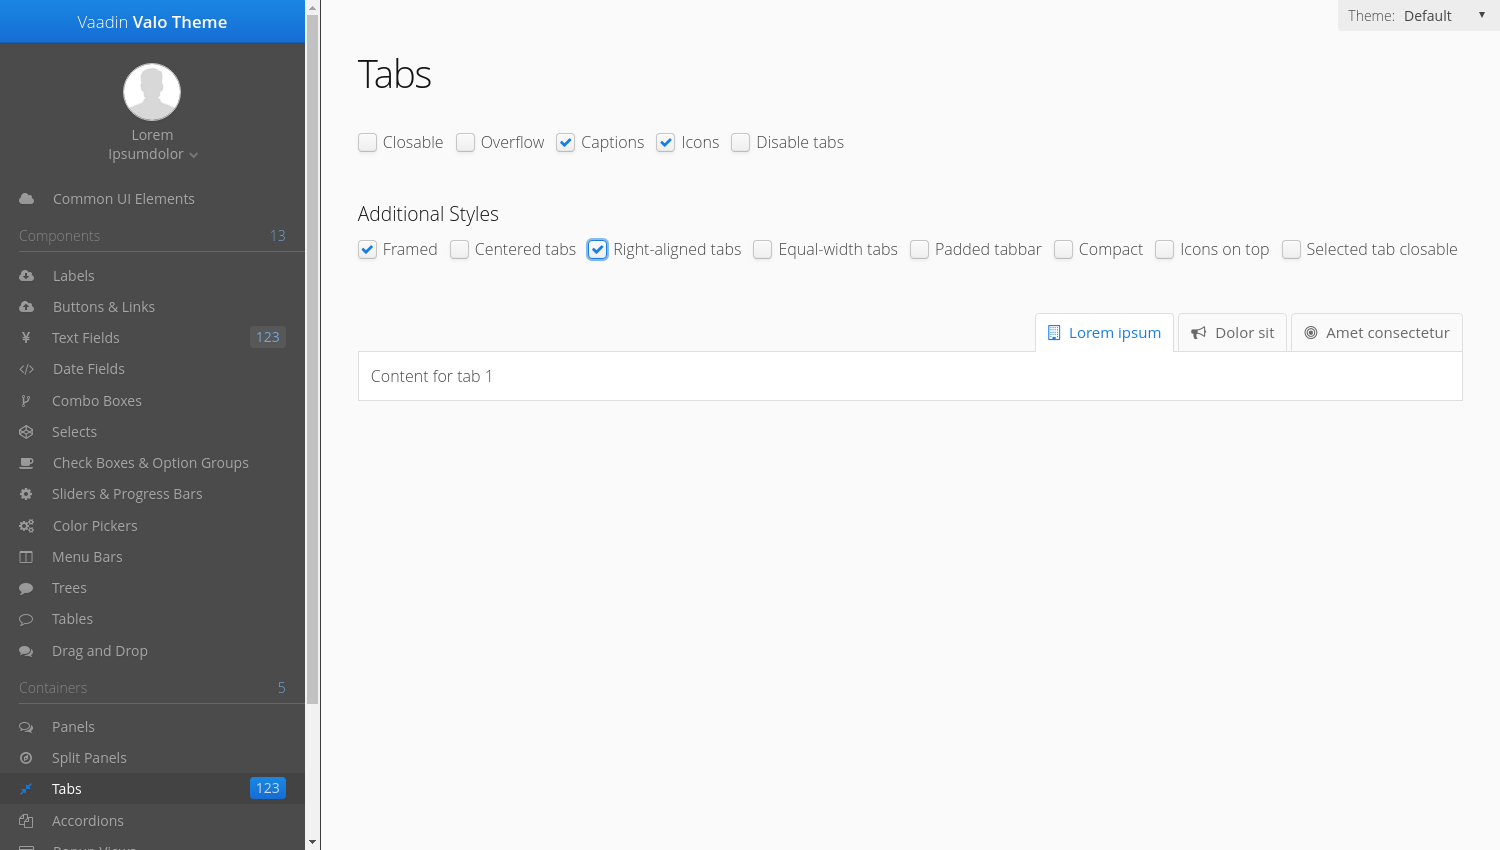 Vaadin Valo Theme
Lorem
Ipsumdolor
Common UI Elements
Components 13
Labels
Buttons & Links
Text Fields 123
Date Fields
Combo Boxes
Selects
Check Boxes & Option Groups
Sliders & Progress Bars
Color Pickers
Menu Bars
Trees
Tables
Drag and Drop
Containers 5
Panels
Split Panels
Tabs 123
Accordions
Popup Views
Theme: Default
Tabs
Closable Overflow Captions Icons Disable tabs
Additional Styles
Framed Centered tabs Right-aligned tabs Equal-width tabs Padded tabbar Compact Icons on top Selected tab closable
Lorem ipsum Dolor sit Amet consectetur
Content for tab 1